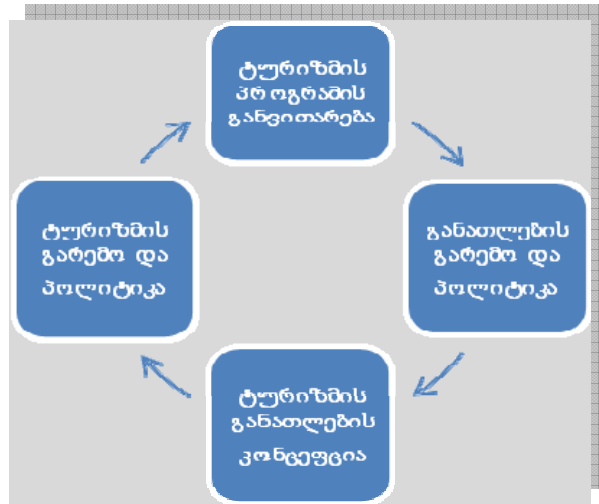 ტურიზმის
პროგრამის
განვითარება
ტურიზმის
გარემო და
პოლიტიკა
განათლების
გარემო და
პოლიტიკა
ტურიზმის
განათლების
კონცეფცია